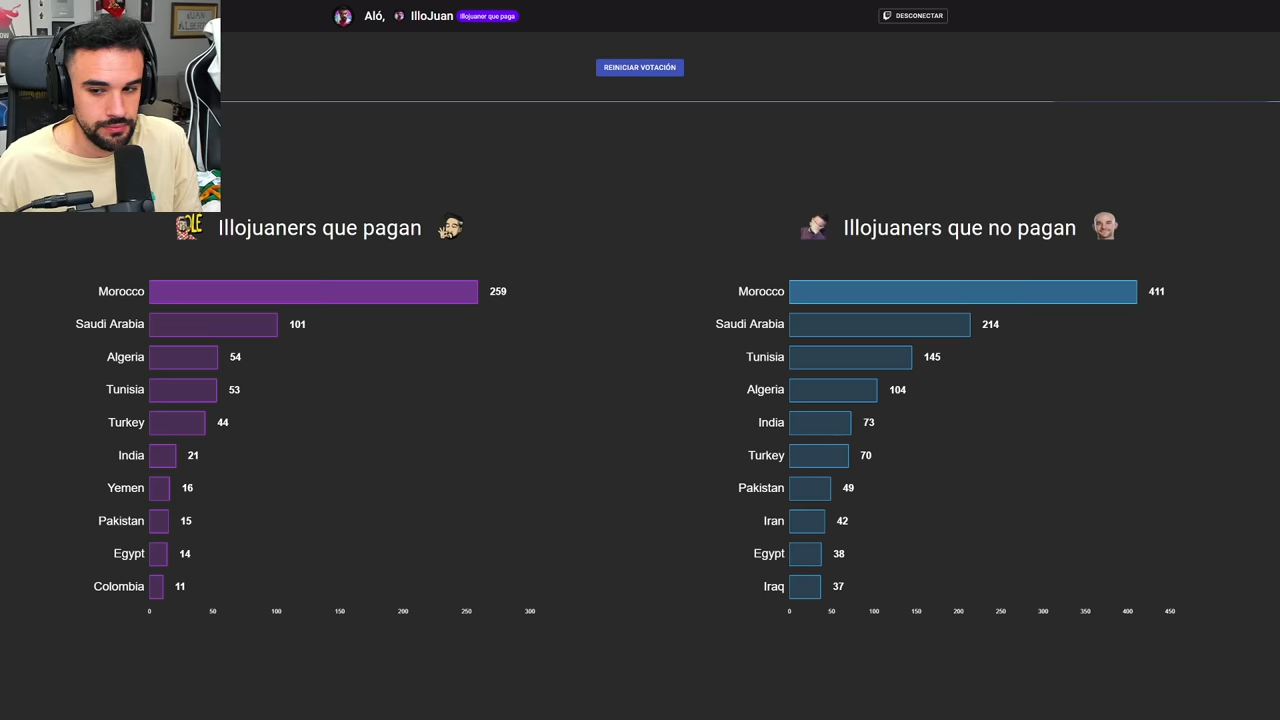 JUAN
ALBERTO
Aló, IlloJuan Illojuaner que paga
DESCONECTAR
REINICIAR VOTACIÓN
OLE
Illojuaners que pagan
Morocco 259
Saudi Arabia 101
Algeria 54
Tunisia 53
Turkey 44
India 21
Yemen 16
Pakistan 15
Egypt 14
Colombia 11
0 50 100 150 200 250 300
Illojuaners que no pagan
Morocco 411
Saudi Arabia 214
Tunisia 145
Algeria 104
India 73
Turkey 70
Pakistan 49
Iran 42
Egypt 38
Iraq 37
0 50 100 150 200 250 300 350 400 450